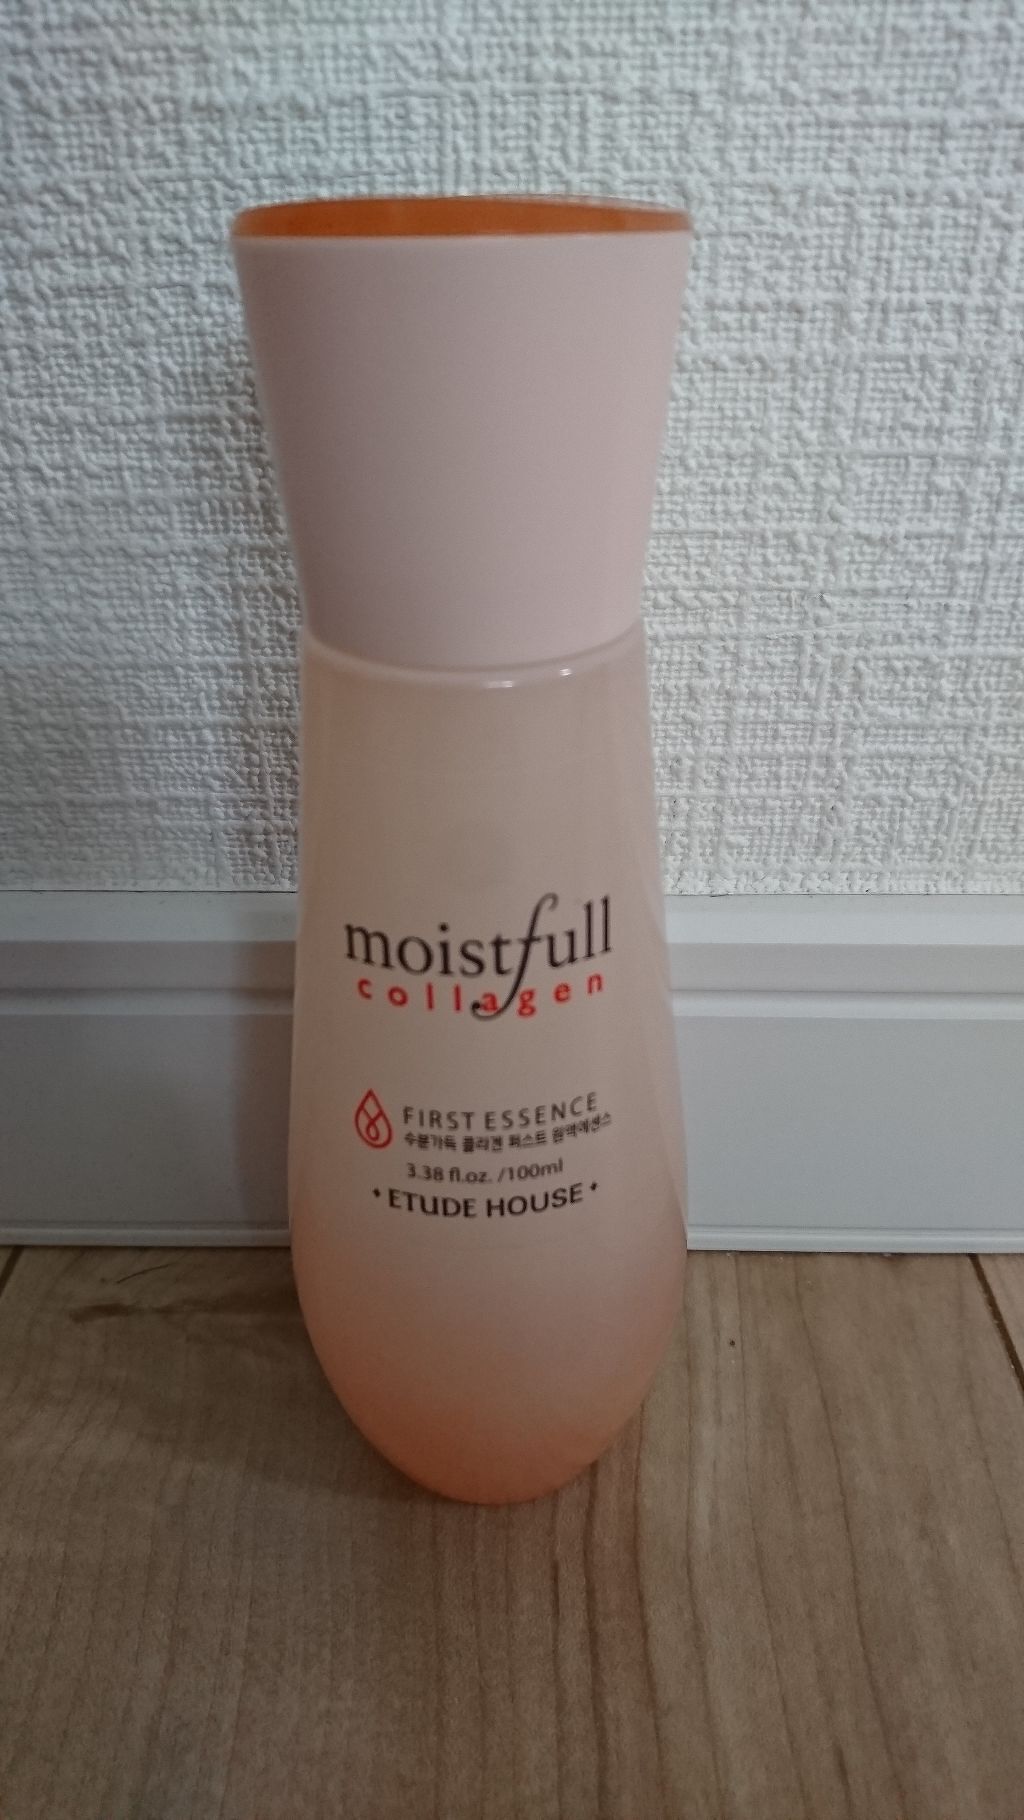 moistfull
collagen
FIRST ESSENCE
수분가득 콜라겐 퍼스트 원액에센스
3.38 fl.oz. /100ml
ETUDE HOUSE